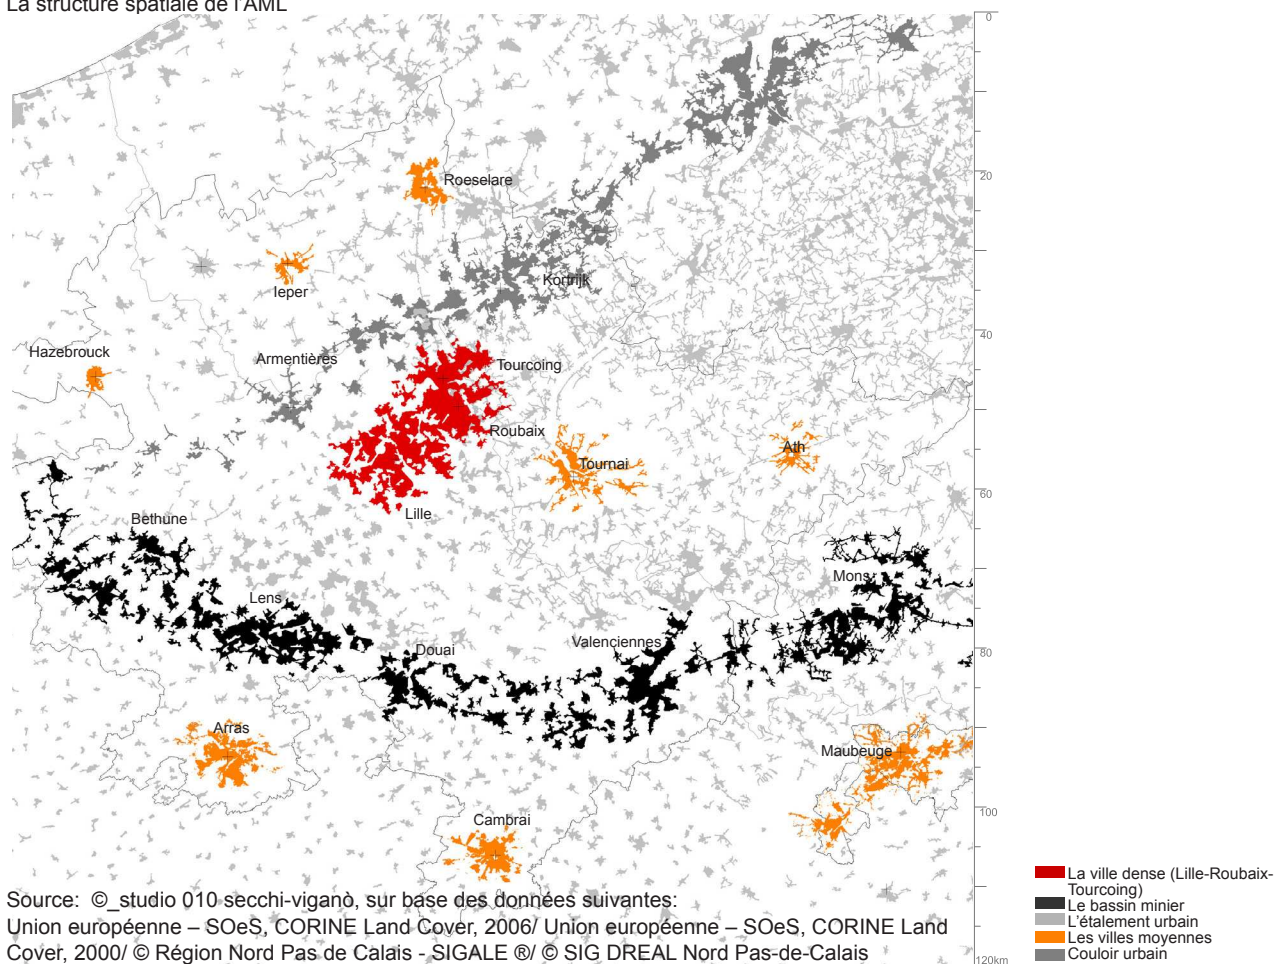 La structure spatiale de l'AML
0
Roeselare
20
Ieper
Kortrijk
40
Hazebrouck
Armentières
Tourcoing
Roubaix
Ath
Tournai
60
Lille
Bethune
Mons
Lens
Valenciennes
Douai
80
Arras
Maubeuge
100
Cambrai
La ville dense (Lille-Roubaix-
Tourcoing)
Le bassin minier
L'étalement urbain
Les villes moyennes
Couloir urbain
Source: ©_studio 010 secchi-viganò, sur base des données suivantes:
Union européenne – SOeS, CORINE Land Cover, 2006/ Union européenne – SOeS, CORINE Land
Cover, 2000/ © Région Nord Pas de Calais - SIGALE ®/ © SIG DREAL Nord Pas-de-Calais
120km